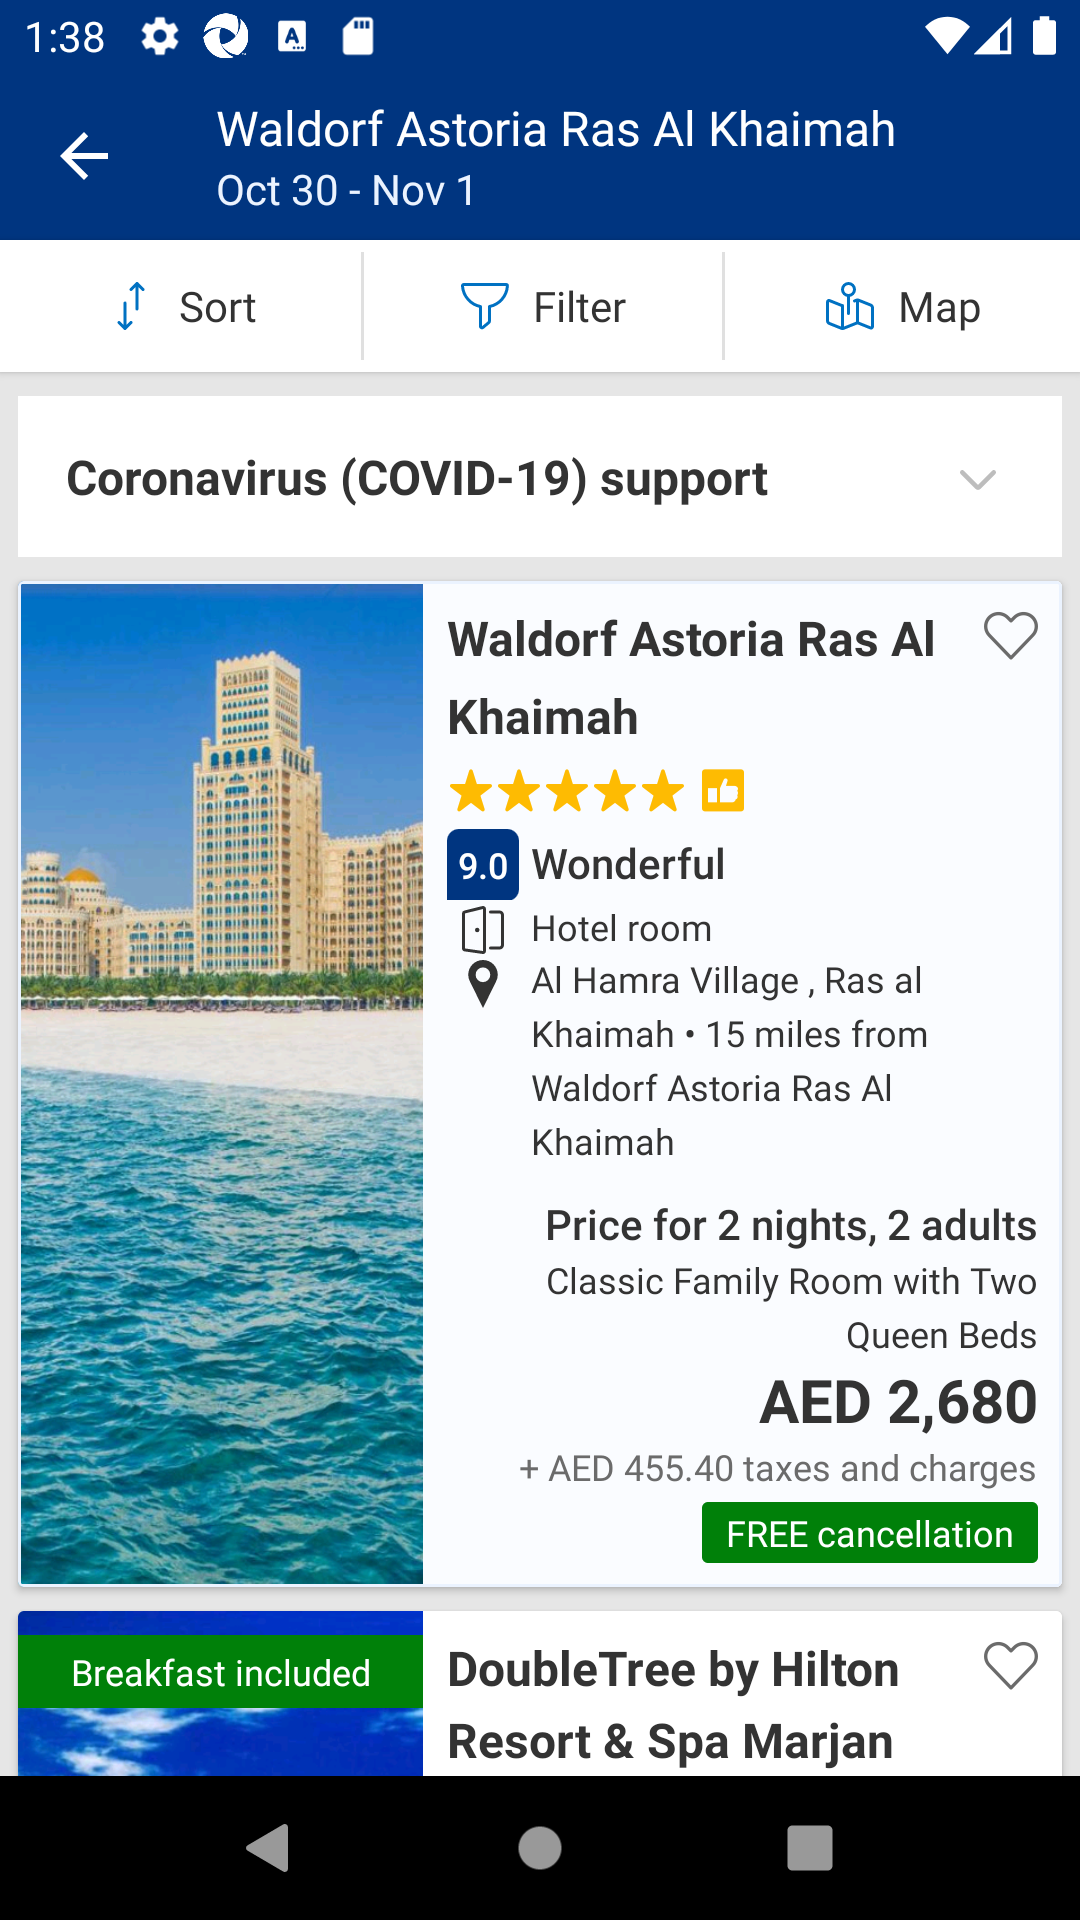 1:38
Waldorf Astoria Ras Al Khaimah
Oct 30 - Nov 1
Sort
Filter
Map
Coronavirus (COVID-19) support
Waldorf Astoria Ras Al
Khaimah
9.0 Wonderful
Hotel room
Al Hamra Village , Ras al
Khaimah • 15 miles from
Waldorf Astoria Ras Al
Khaimah
Price for 2 nights, 2 adults
Classic Family Room with Two
Queen Beds
AED 2,680
+ AED 455.40 taxes and charges
FREE cancellation
Breakfast included
DoubleTree by Hilton
Resort & Spa Marjan